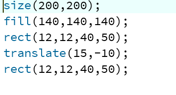 size(200,200);
fill(140,140,140);
rect(12,12,40,50);
translate(15,-10);
rect(12,12,40,50);